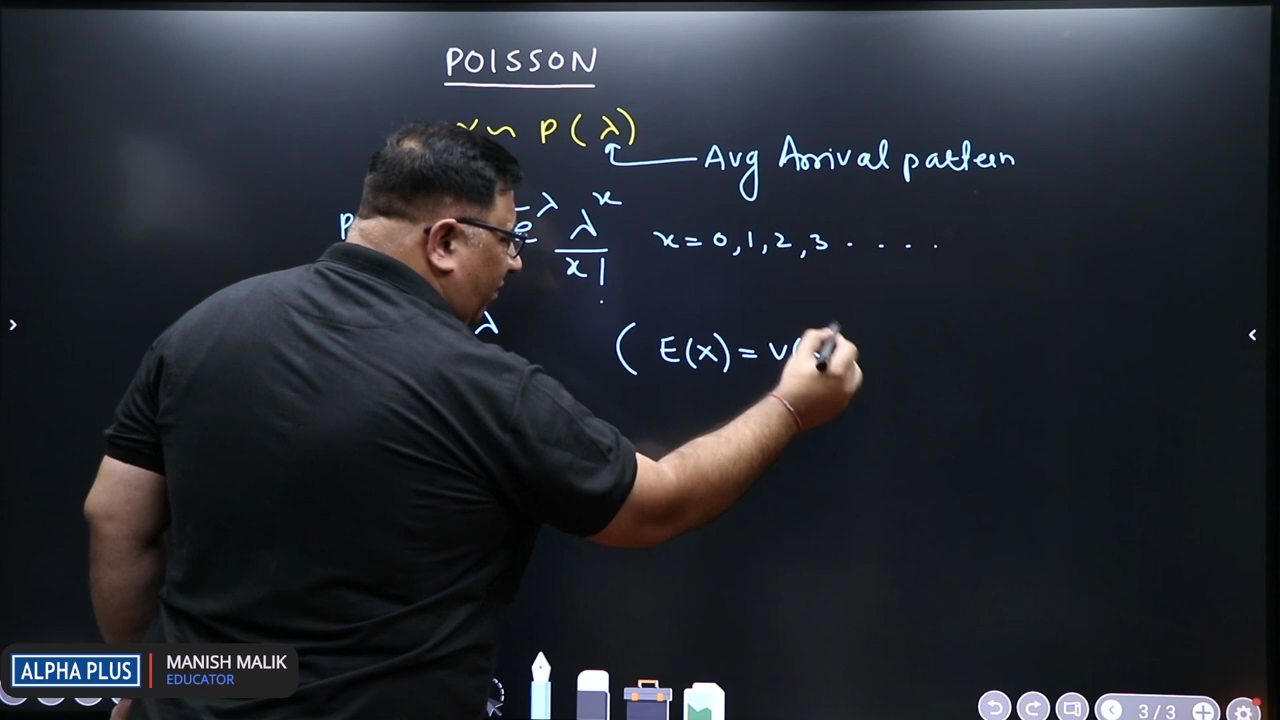 POISSON
x ~ P(λ)
Avg Arrival pattern
P e^-λ λ^x / x! x = 0, 1, 2, 3 . . . .
λ ( E(x) = V(
ALPHA PLUS
MANISH MALIK
EDUCATOR
3/3